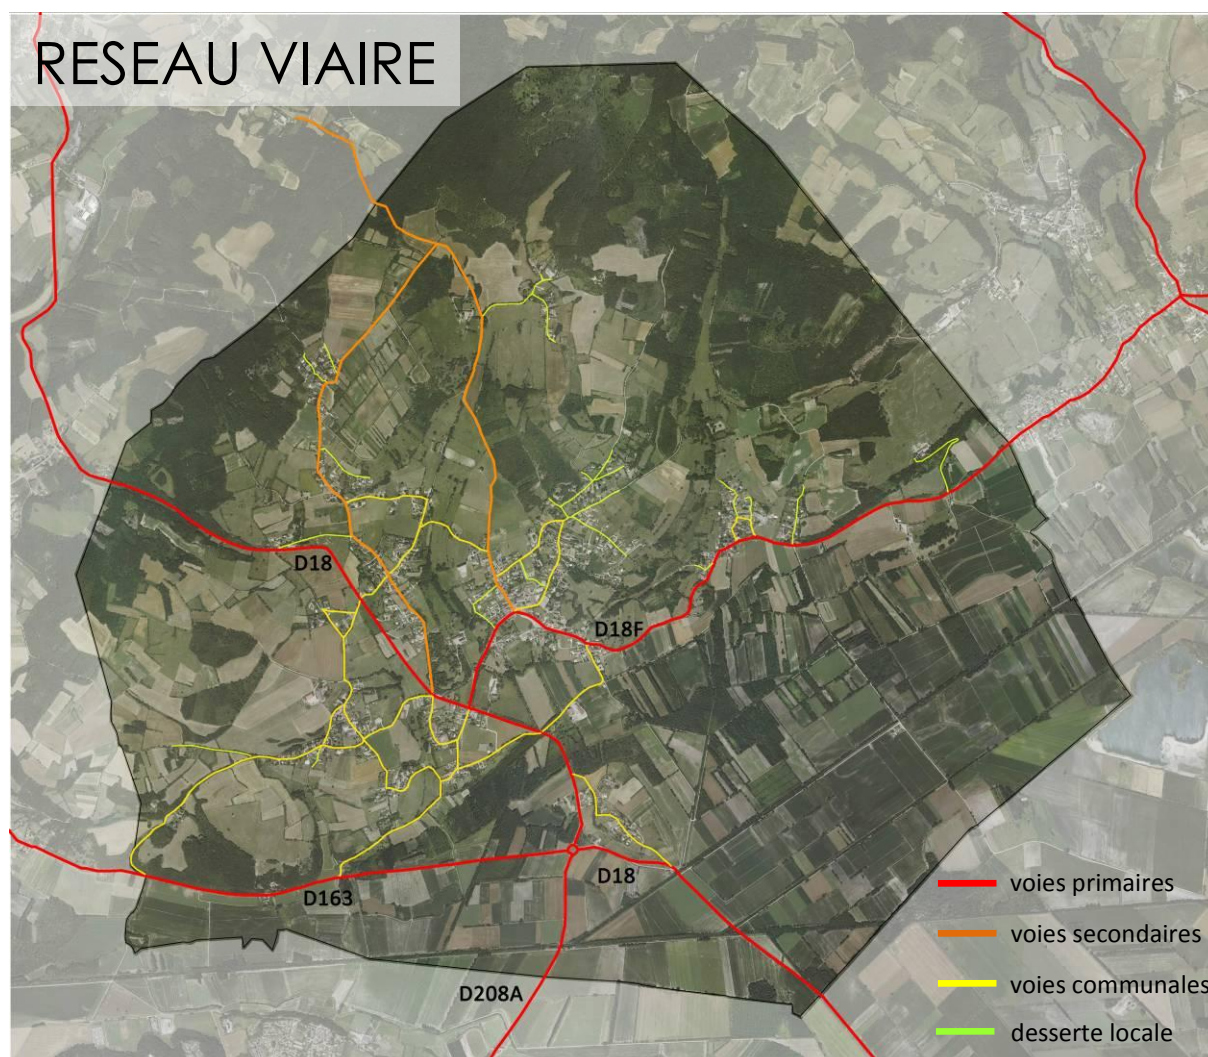 RESEAU VIAIRE
D18
D18F
D18
D163
D208A
voies primaires
voies secondaires
voies communales
desserte locale